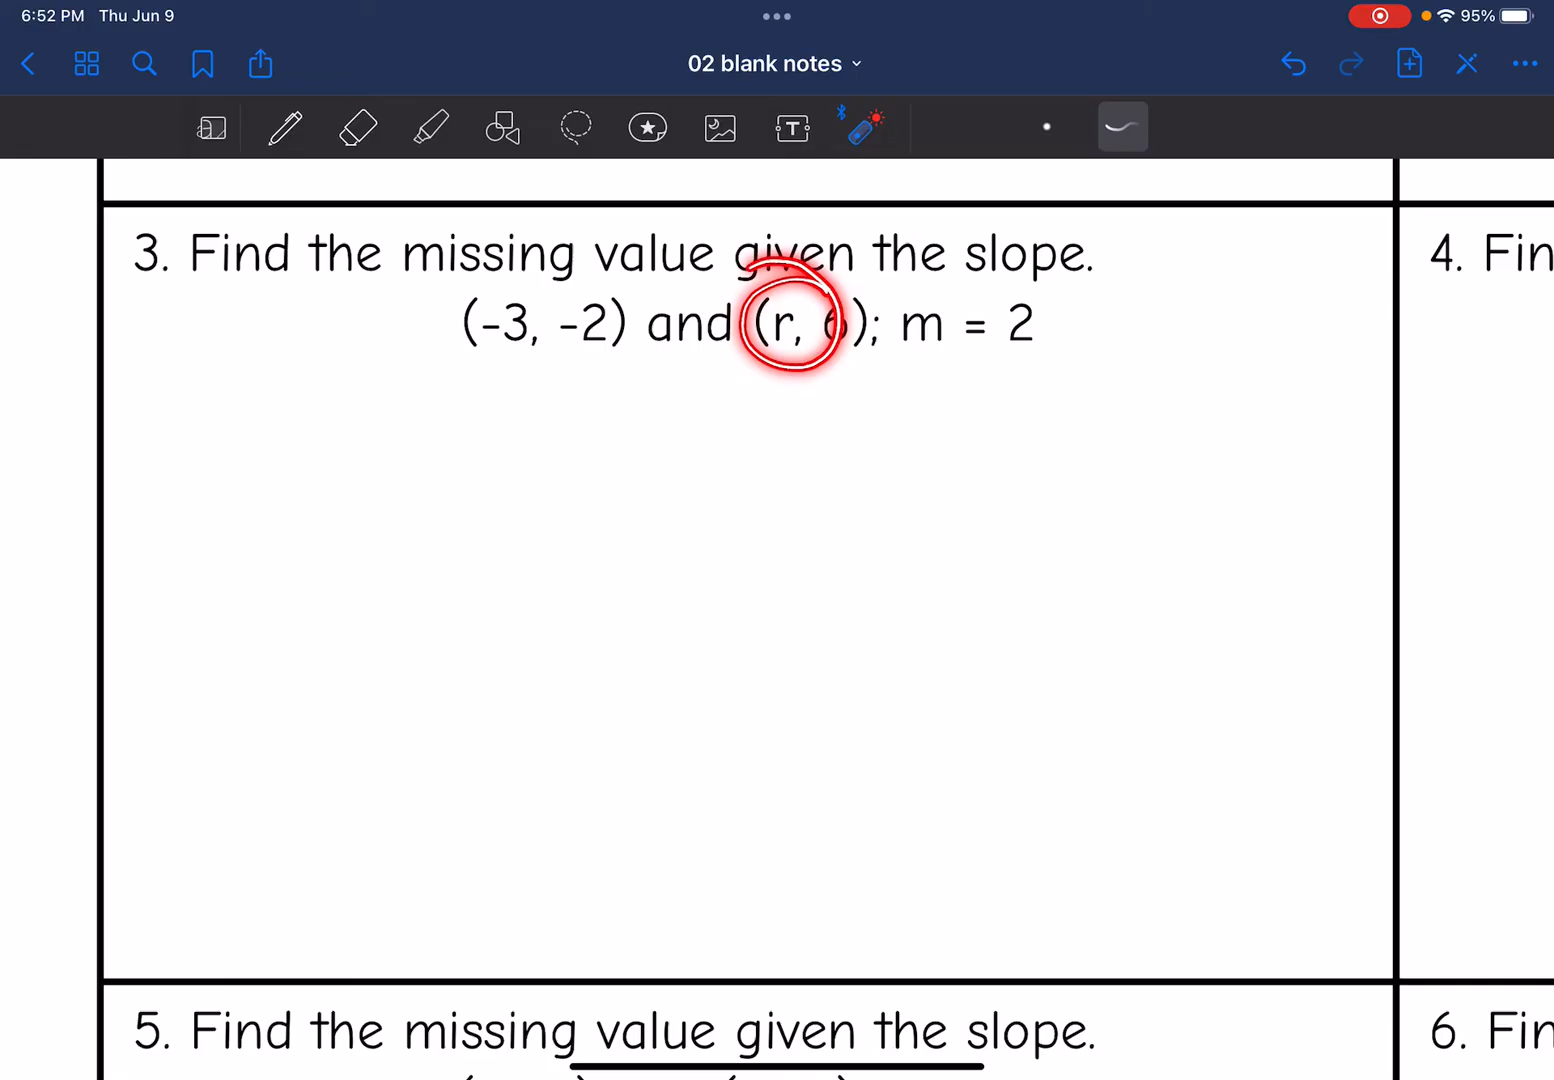 6:52 PM Thu Jun 9
95%
02 blank notes
T
3. Find the missing value given the slope.
(-3, -2) and (r, 6); m = 2
4. Fin
5. Find the missing value given the slope.
6. Fin